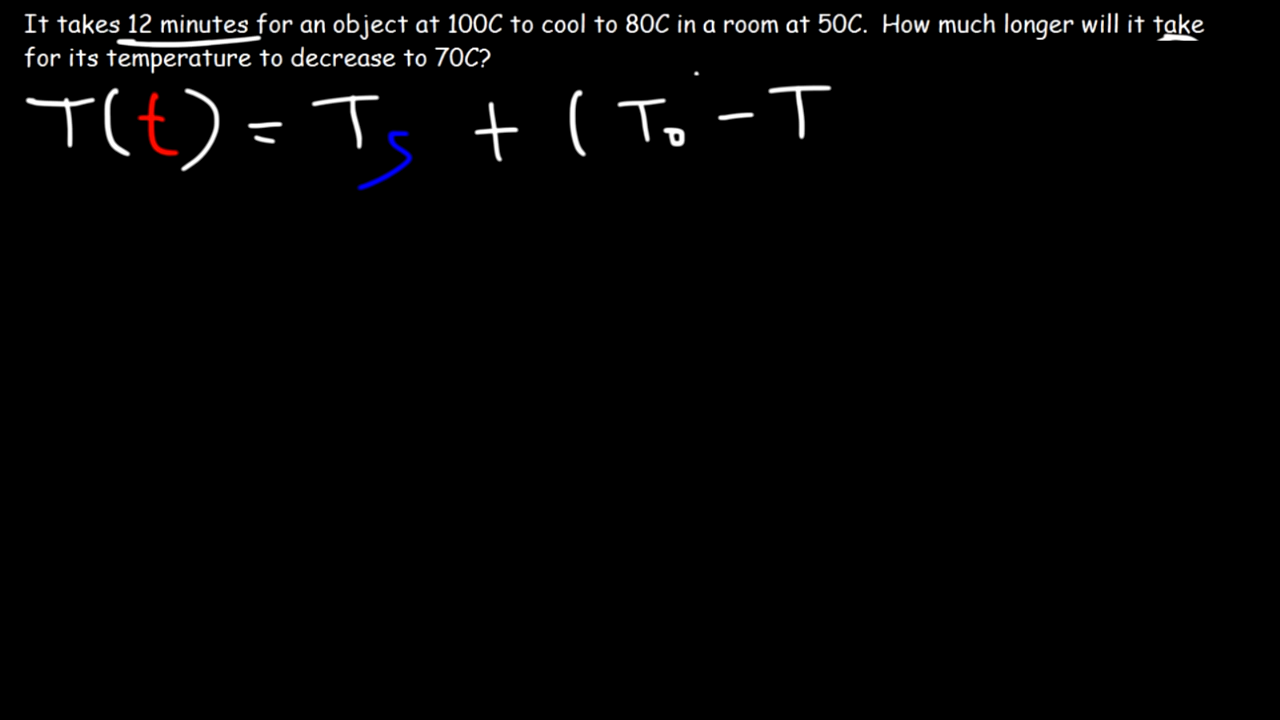 It takes 12 minutes for an object at 100C to cool to 80C in a room at 50C.  How much longer will it take
for its temperature to decrease to 70C?
T(t) = Ts + (T₀ - T